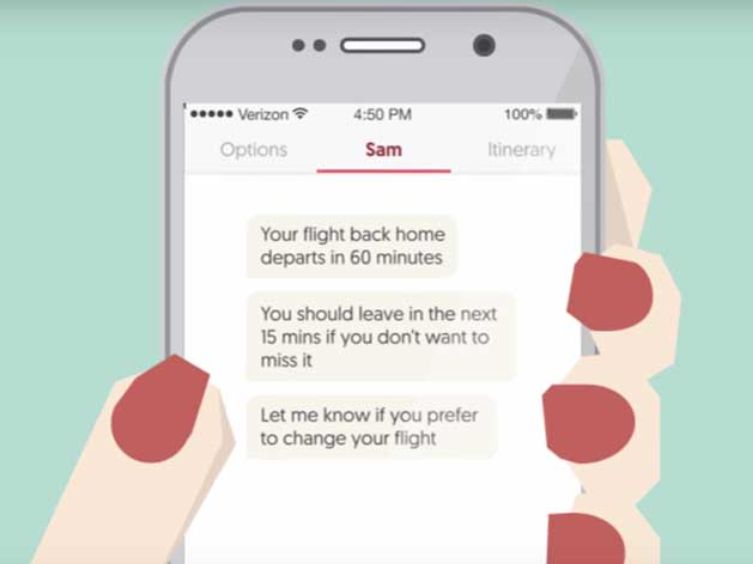 Verizon 4:50 PM 100%
Options Sam Itinerary
Your flight back home
departs in 60 minutes
You should leave in the next
15 mins if you don't want to
miss it
Let me know if you prefer
to change your flight